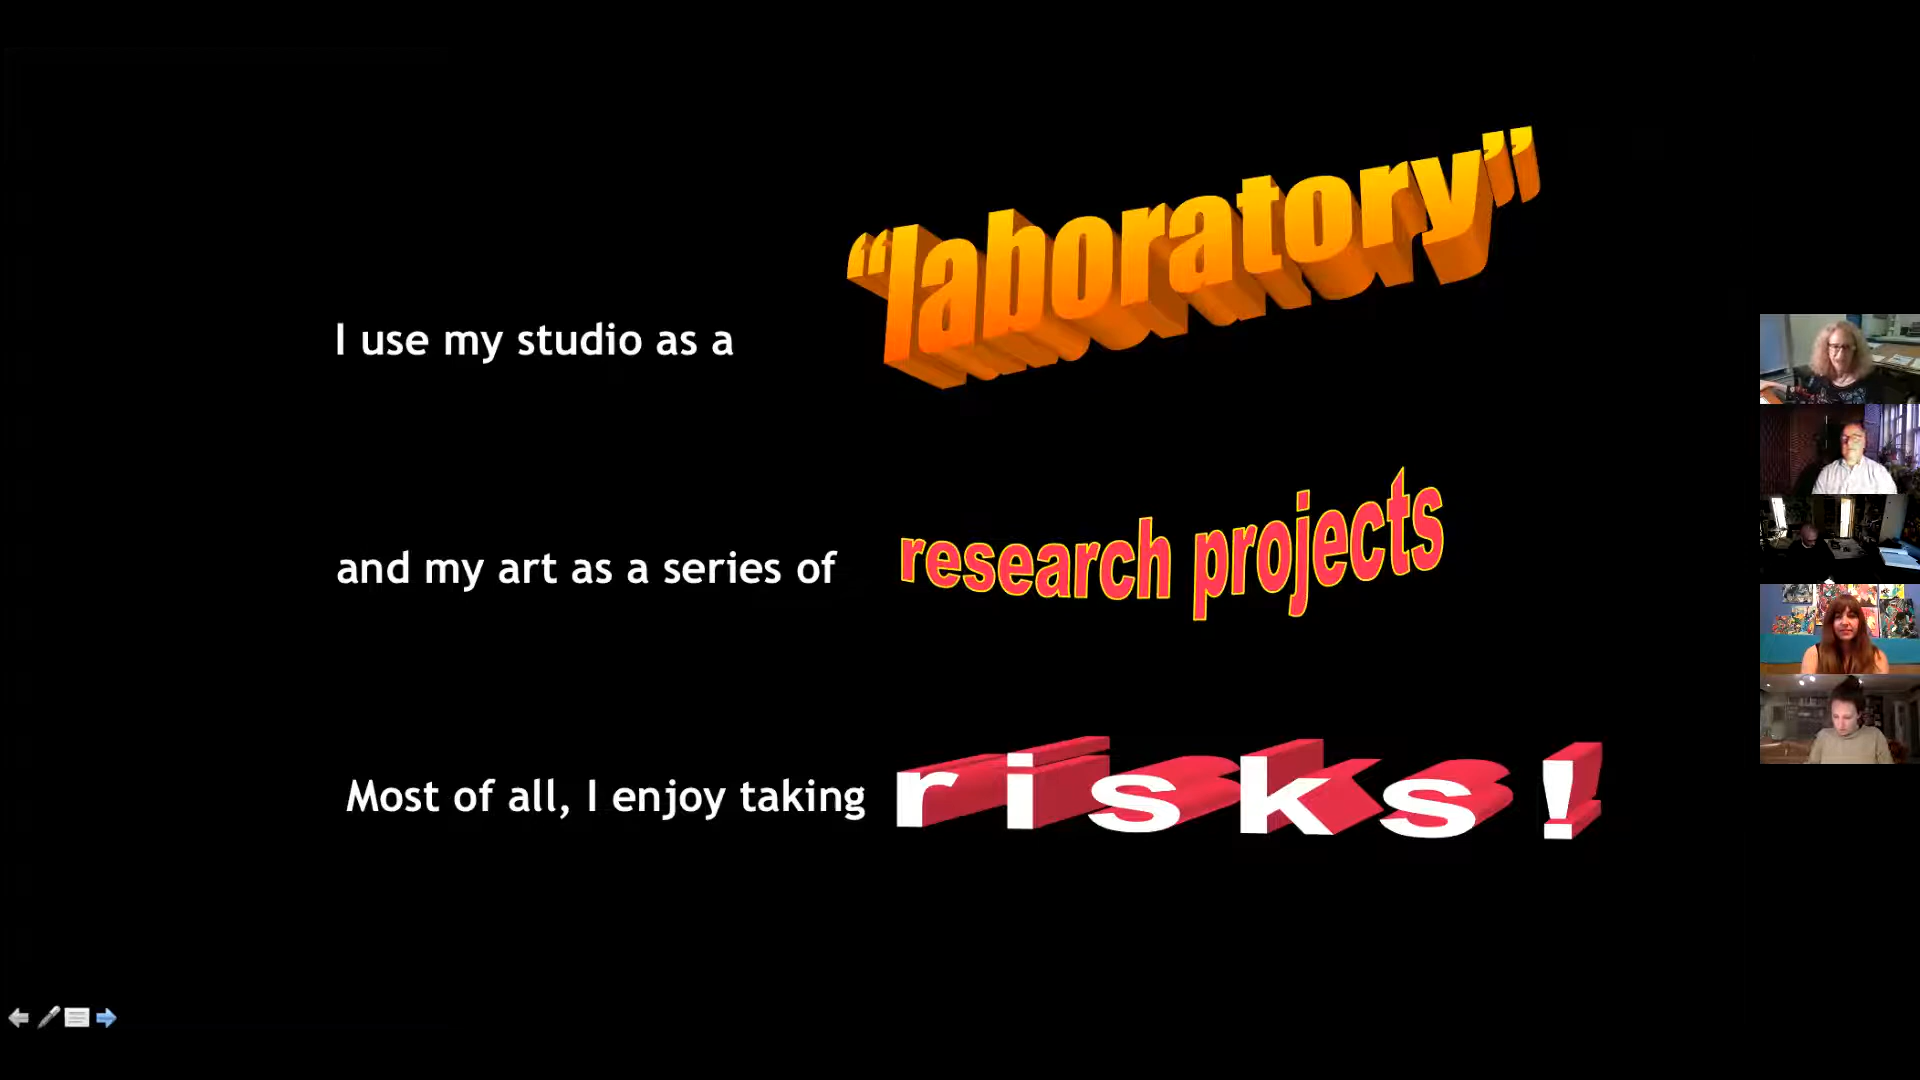 I use my studio as a “laboratory”
and my art as a series of research projects
Most of all, I enjoy taking risks!